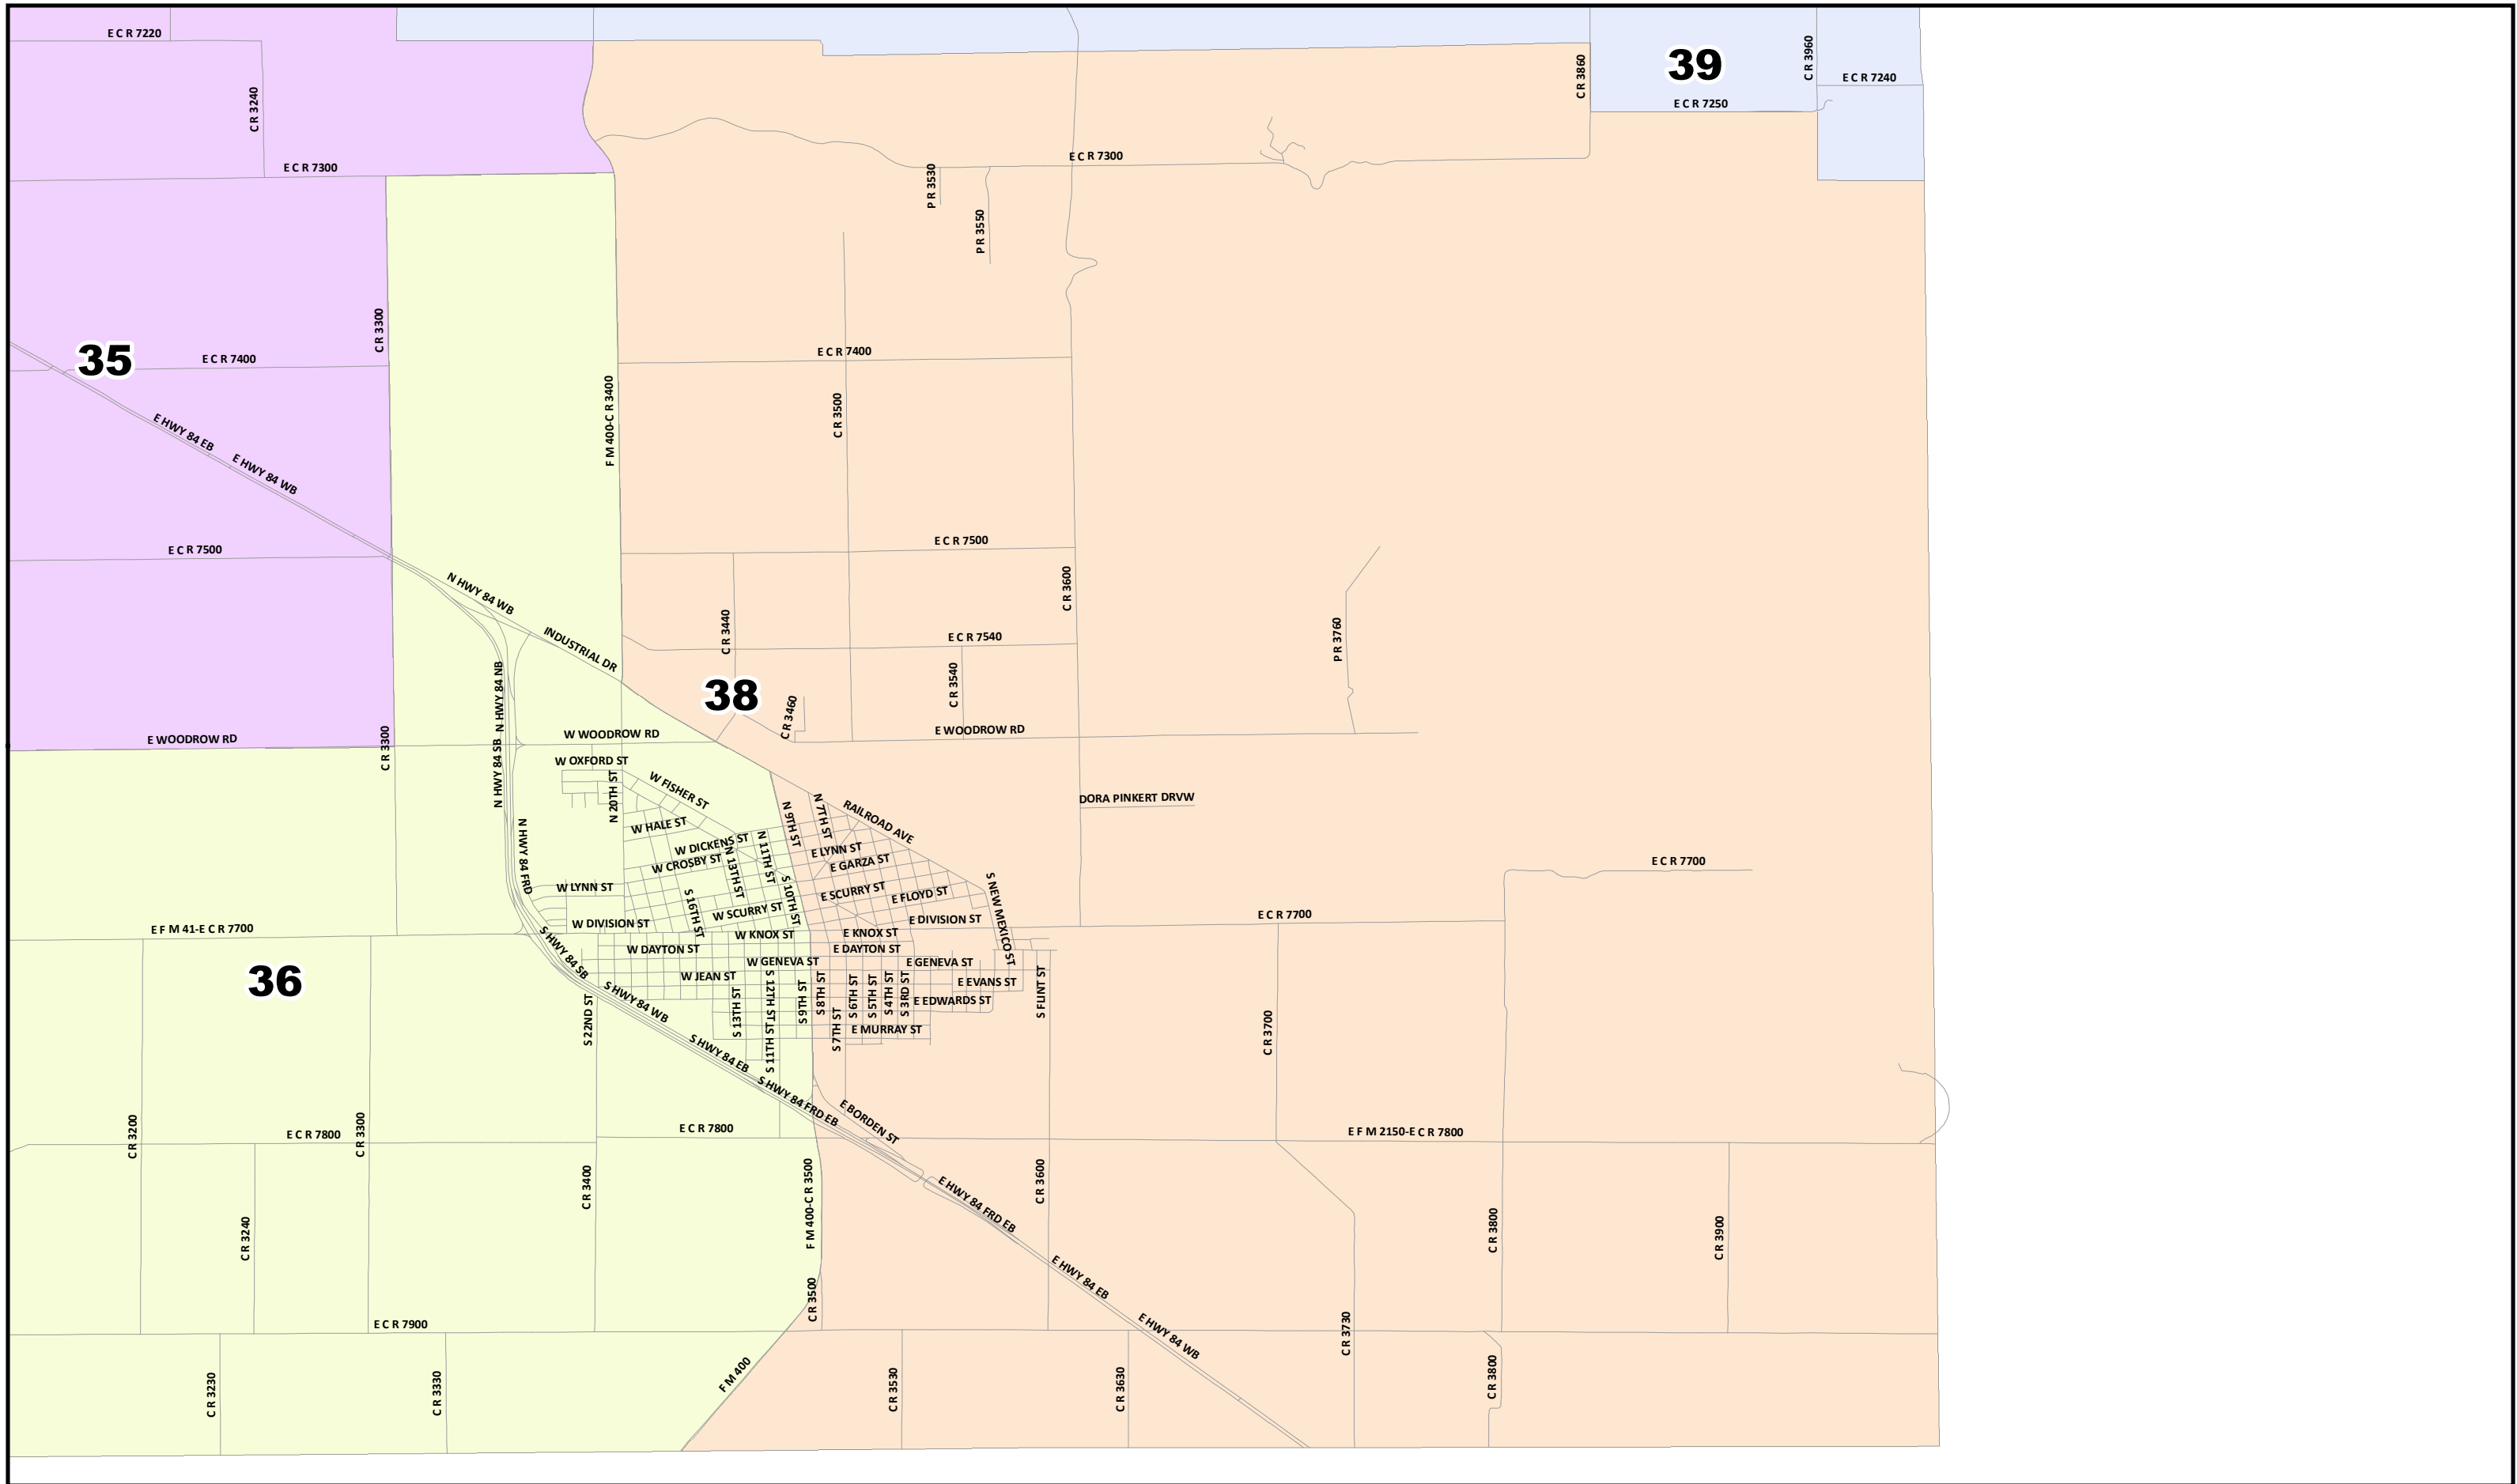 E C R 7220
39
C R 3960
C R 3860
E C R 7240
C R 3240
E C R 7250
E C R 7300
E C R 7300
P R 3530
P R 3550
C R 3300
35
E C R 7400
E C R 7400
F M 400-C R 3400
C R 3500
E HWY 84 EB
E HWY 84 WB
E C R 7500
E C R 7500
N HWY 84 WB
C R 3600
C R 3440
E C R 7540
P R 3760
INDUSTRIAL DR
C R 3540
N HWY 84 NB
38
C R 3460
E WOODROW RD
C R 3300
W WOODROW RD
E WOODROW RD
N HWY 84 SB
W OXFORD ST
N 20TH ST
W FISHER ST
DORA PINKERT DRVW
N 9TH ST
N 7TH ST
RAILROAD AVE
W HALE ST
N HWY 84 FRD
W DICKENS ST
N 11TH ST
E LYNN ST
W CROSBY ST
N 13TH ST
E GARZA ST
E C R 7700
W LYNN ST
S 10TH ST
E SCURRY ST
E FLOYD ST
S NEW MEXICO ST
S 16TH ST
W SCURRY ST
E DIVISION ST
E C R 7700
W DIVISION ST
E F M 41-E C R 7700
W KNOX ST
E KNOX ST
W DAYTON ST
E DAYTON ST
S HWY 84 SB
W GENEVA ST
E GENEVA ST
36
W JEAN ST
E EVANS ST
S FLINT ST
S 12TH ST
S 8TH ST
S 6TH ST
S 5TH ST
S 4TH ST
S 3RD ST
S HWY 84 WB
S 9TH ST
E EDWARDS ST
S 22ND ST
S 13TH ST
S 11TH ST
S 7TH ST
E MURRAY ST
C R 3700
S HWY 84 EB
S HWY 84 FRD EB
E BORDEN ST
C R 3200
C R 3300
E C R 7800
E C R 7800
E F M 2150-E C R 7800
C R 3400
F M 400-C R 3500
C R 3600
E HWY 84 FRD EB
C R 3240
C R 3800
C R 3900
E HWY 84 EB
C R 3500
E C R 7900
C R 3730
E HWY 84 WB
F M 400
C R 3230
C R 3330
C R 3530
C R 3630
C R 3800